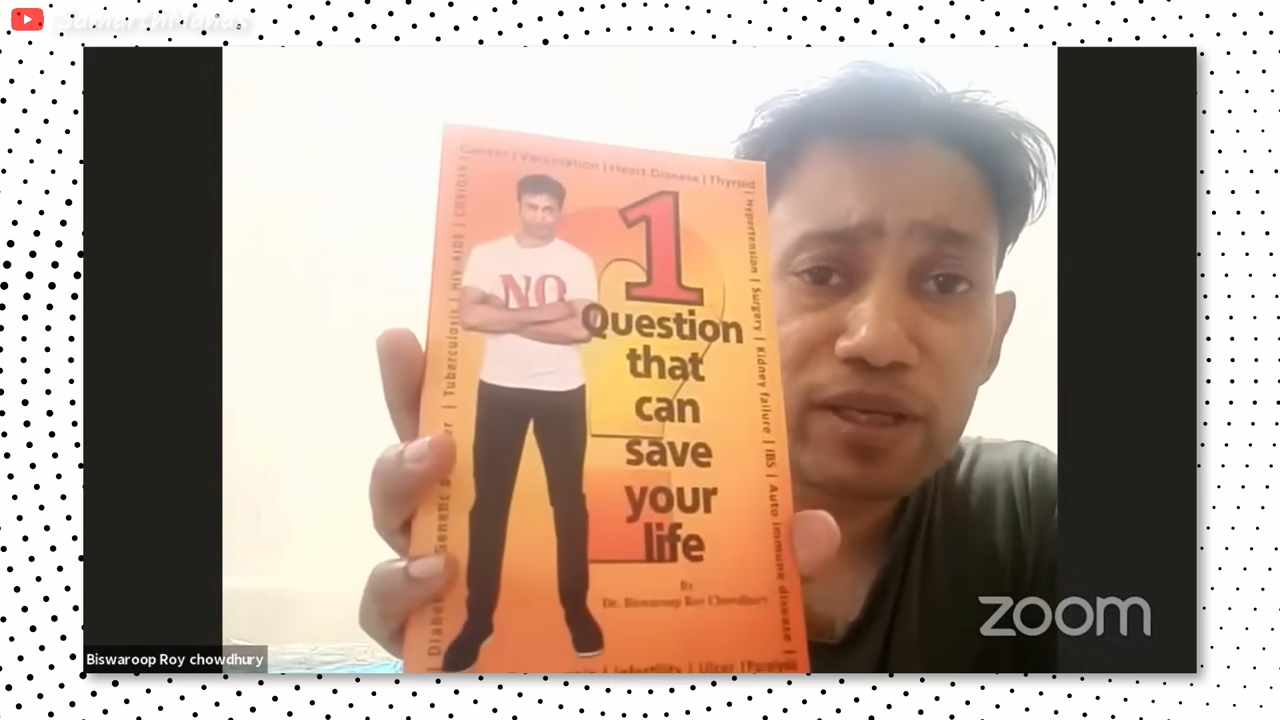 SamarthMahas
Cancer | Vaccination | Heart Disease | Thyroid
| Hypertension | Surgery | Kidney failure | IBS | Auto immune disease |
| Tuberculosis | HIV-AIDS | COVID19
NO
1
Question
that
can
save
your
life
By
Dr. Biswaroop Roy Chowdhury
| Infertility | Ulcer | Paralysis
zoom
Biswaroop Roy chowdhury